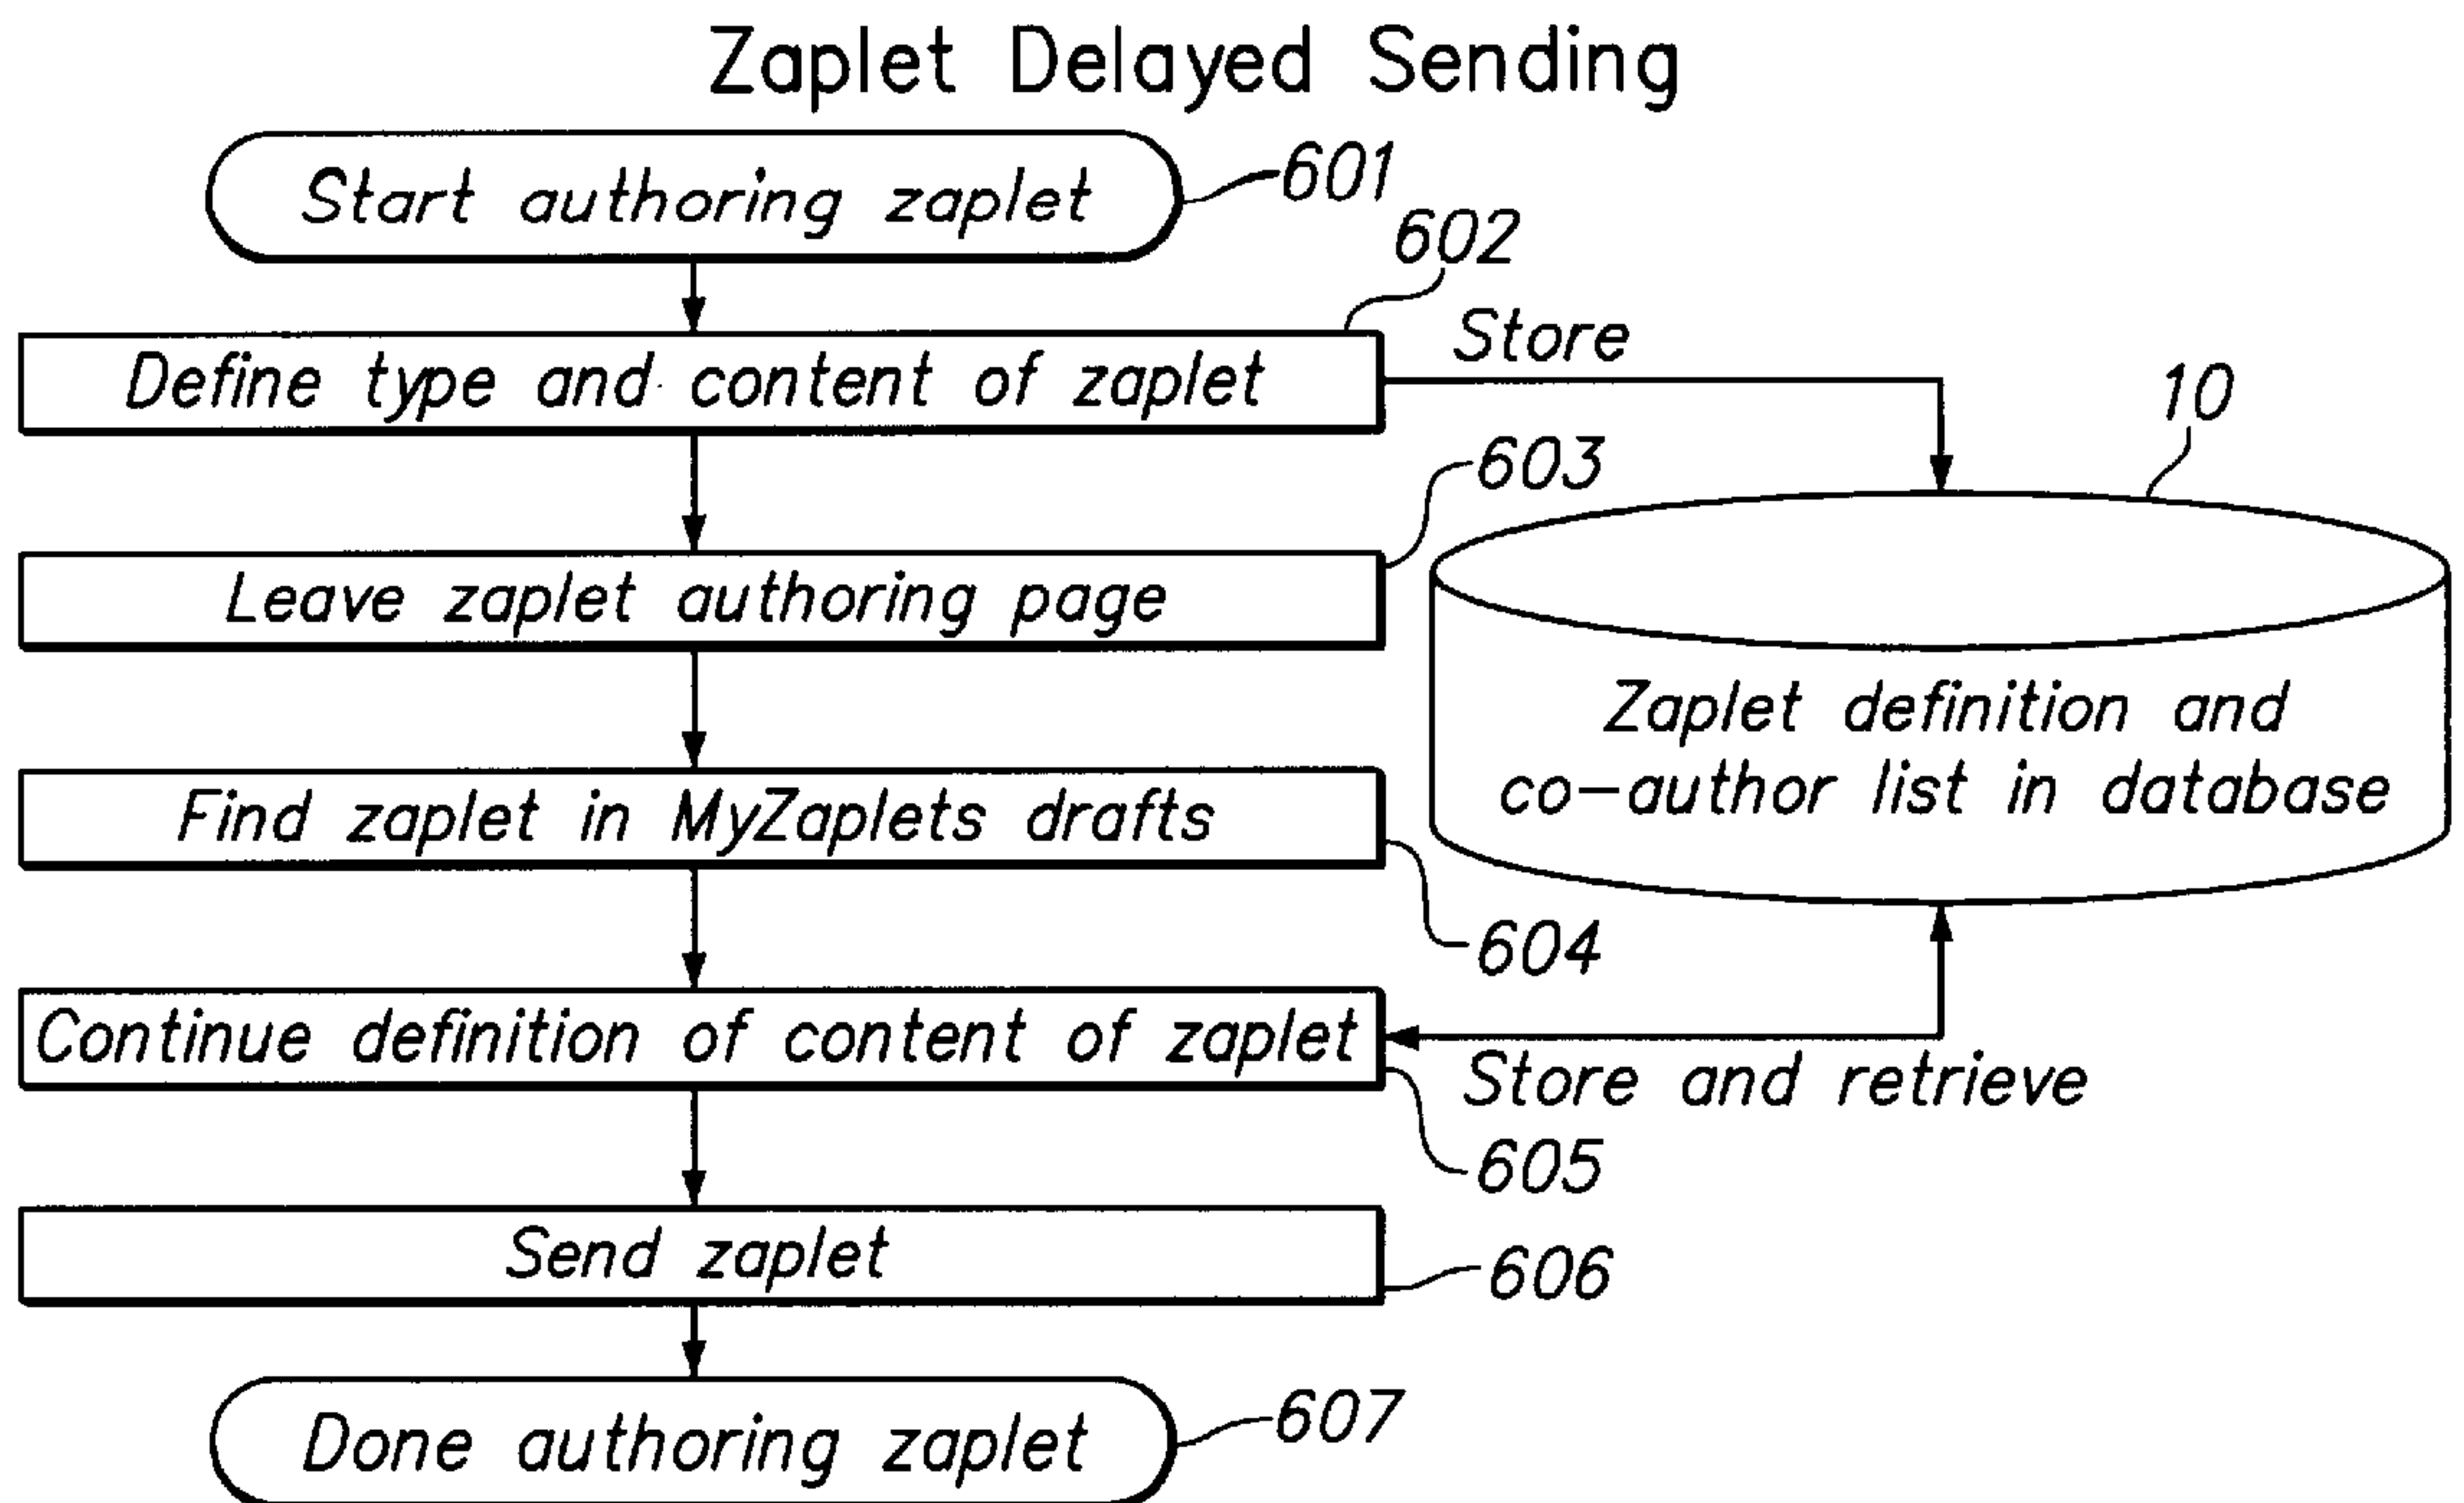 Zaplet Delayed Sending
Start authoring zaplet
601
602
Define type and content of zaplet
Store
10
603
Leave zaplet authoring page
Zaplet definition and
co-author list in database
Find zaplet in MyZaplets drafts
604
Continue definition of content of zaplet
Store and retrieve
605
Send zaplet
606
Done authoring zaplet
607